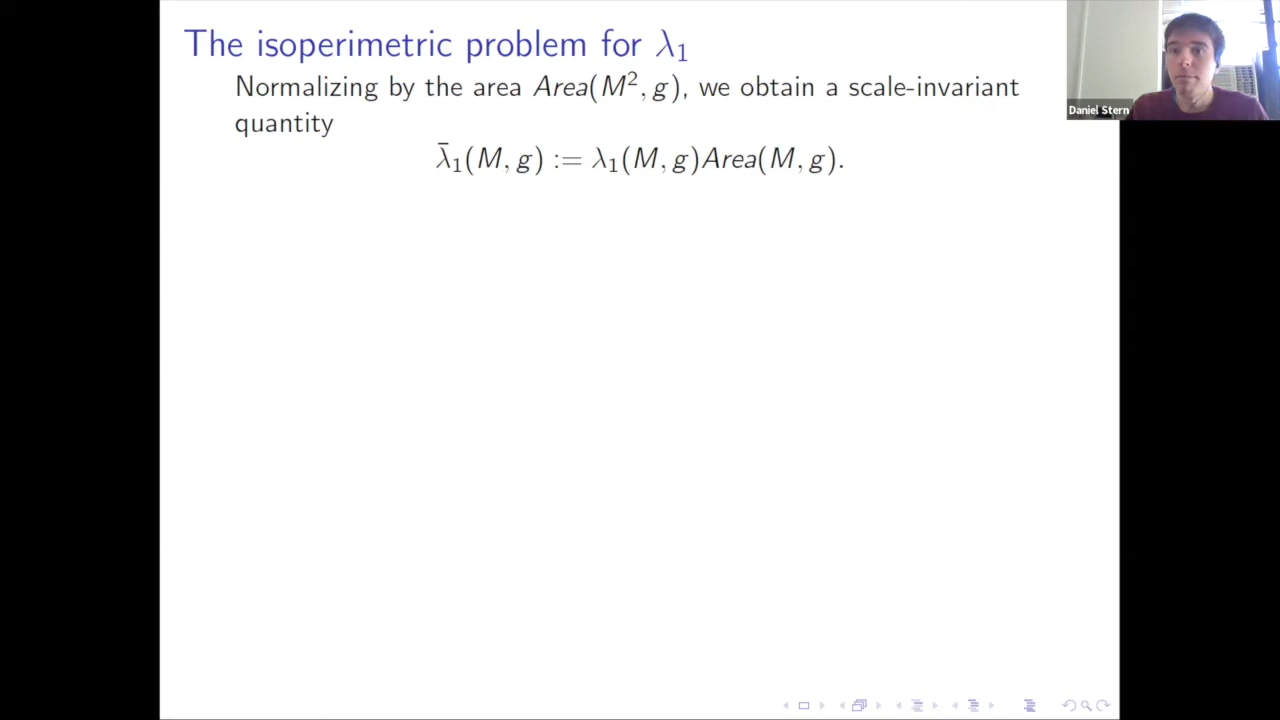 The isoperimetric problem for λ₁
Normalizing by the area Area(M², g), we obtain a scale-invariant
quantity
λ̄₁(M, g) := λ₁(M, g)Area(M, g).
Daniel Stern